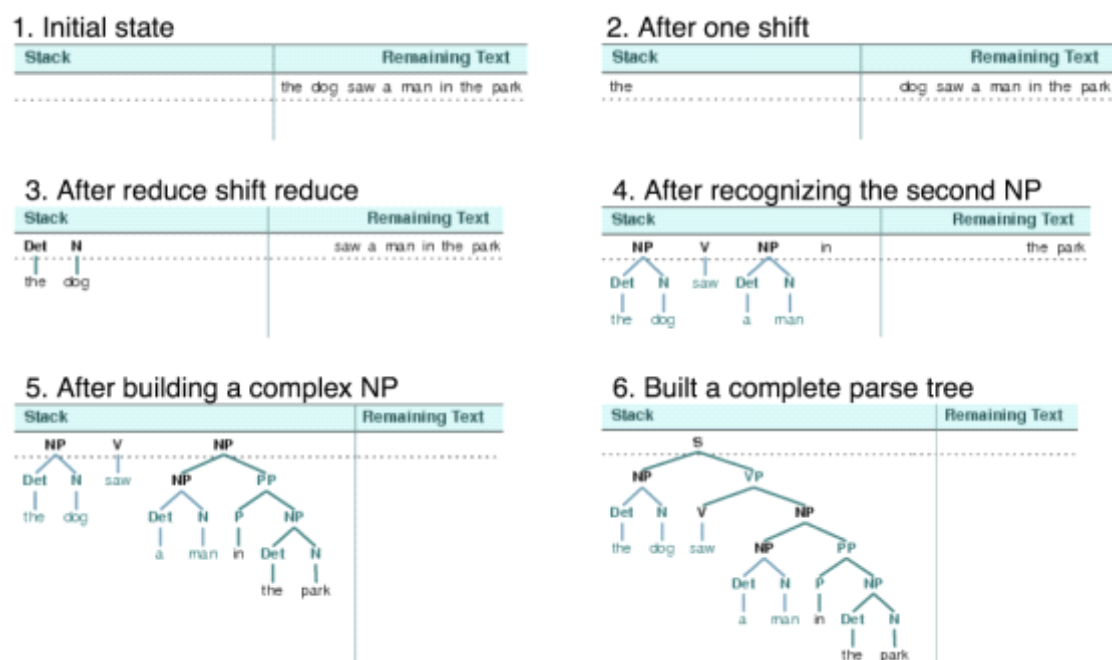 1. Initial state
Stack Remaining Text
the dog saw a man in the park
2. After one shift
Stack Remaining Text
the dog saw a man in the park
3. After reduce shift reduce
Stack Remaining Text
Det N saw a man in the park
the dog
4. After recognizing the second NP
Stack Remaining Text
NP V NP in the park
Det N saw Det N
the dog a man
5. After building a complex NP
Stack Remaining Text
NP V NP
Det N saw NP PP
the dog Det N P NP
a man in Det N
the park
6. Built a complete parse tree
Stack Remaining Text
S
NP VP
Det N V NP
the dog saw NP PP
Det N P NP
a man in Det N
the park